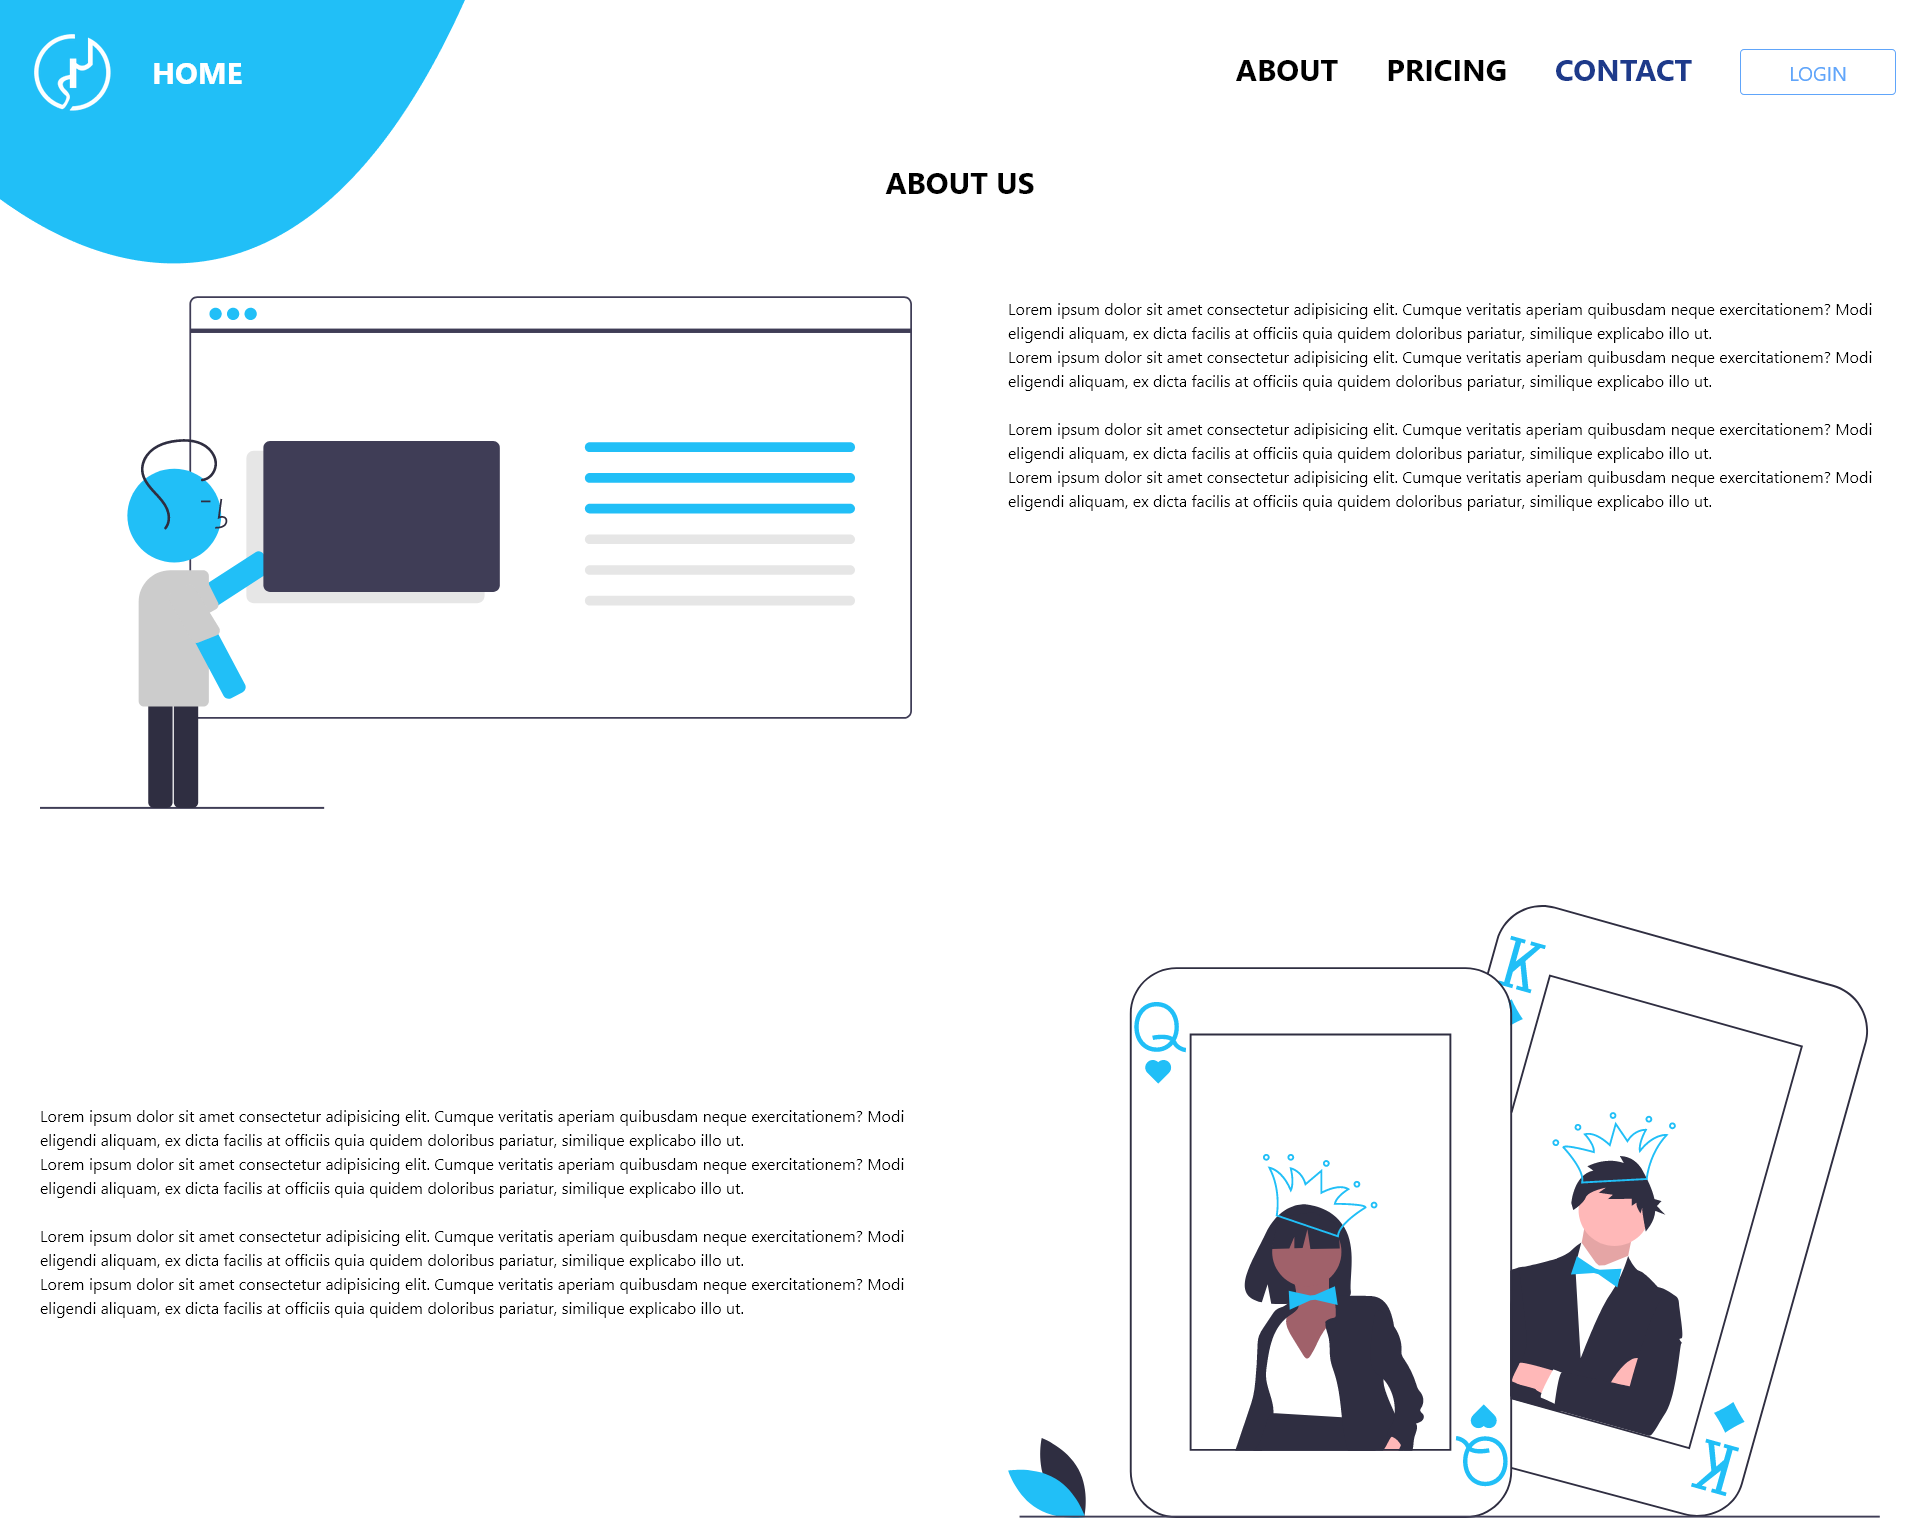 HOME
ABOUT PRICING CONTACT LOGIN
ABOUT US
Lorem ipsum dolor sit amet consectetur adipisicing elit. Cumque veritatis aperiam quibusdam neque exercitationem? Modi
eligendi aliquam, ex dicta facilis at officiis quia quidem doloribus pariatur, similique explicabo illo ut.
Lorem ipsum dolor sit amet consectetur adipisicing elit. Cumque veritatis aperiam quibusdam neque exercitationem? Modi
eligendi aliquam, ex dicta facilis at officiis quia quidem doloribus pariatur, similique explicabo illo ut.
Lorem ipsum dolor sit amet consectetur adipisicing elit. Cumque veritatis aperiam quibusdam neque exercitationem? Modi
eligendi aliquam, ex dicta facilis at officiis quia quidem doloribus pariatur, similique explicabo illo ut.
Lorem ipsum dolor sit amet consectetur adipisicing elit. Cumque veritatis aperiam quibusdam neque exercitationem? Modi
eligendi aliquam, ex dicta facilis at officiis quia quidem doloribus pariatur, similique explicabo illo ut.
Lorem ipsum dolor sit amet consectetur adipisicing elit. Cumque veritatis aperiam quibusdam neque exercitationem? Modi
eligendi aliquam, ex dicta facilis at officiis quia quidem doloribus pariatur, similique explicabo illo ut.
Lorem ipsum dolor sit amet consectetur adipisicing elit. Cumque veritatis aperiam quibusdam neque exercitationem? Modi
eligendi aliquam, ex dicta facilis at officiis quia quidem doloribus pariatur, similique explicabo illo ut.
Lorem ipsum dolor sit amet consectetur adipisicing elit. Cumque veritatis aperiam quibusdam neque exercitationem? Modi
eligendi aliquam, ex dicta facilis at officiis quia quidem doloribus pariatur, similique explicabo illo ut.
Lorem ipsum dolor sit amet consectetur adipisicing elit. Cumque veritatis aperiam quibusdam neque exercitationem? Modi
eligendi aliquam, ex dicta facilis at officiis quia quidem doloribus pariatur, similique explicabo illo ut.
K
Q
Q
K